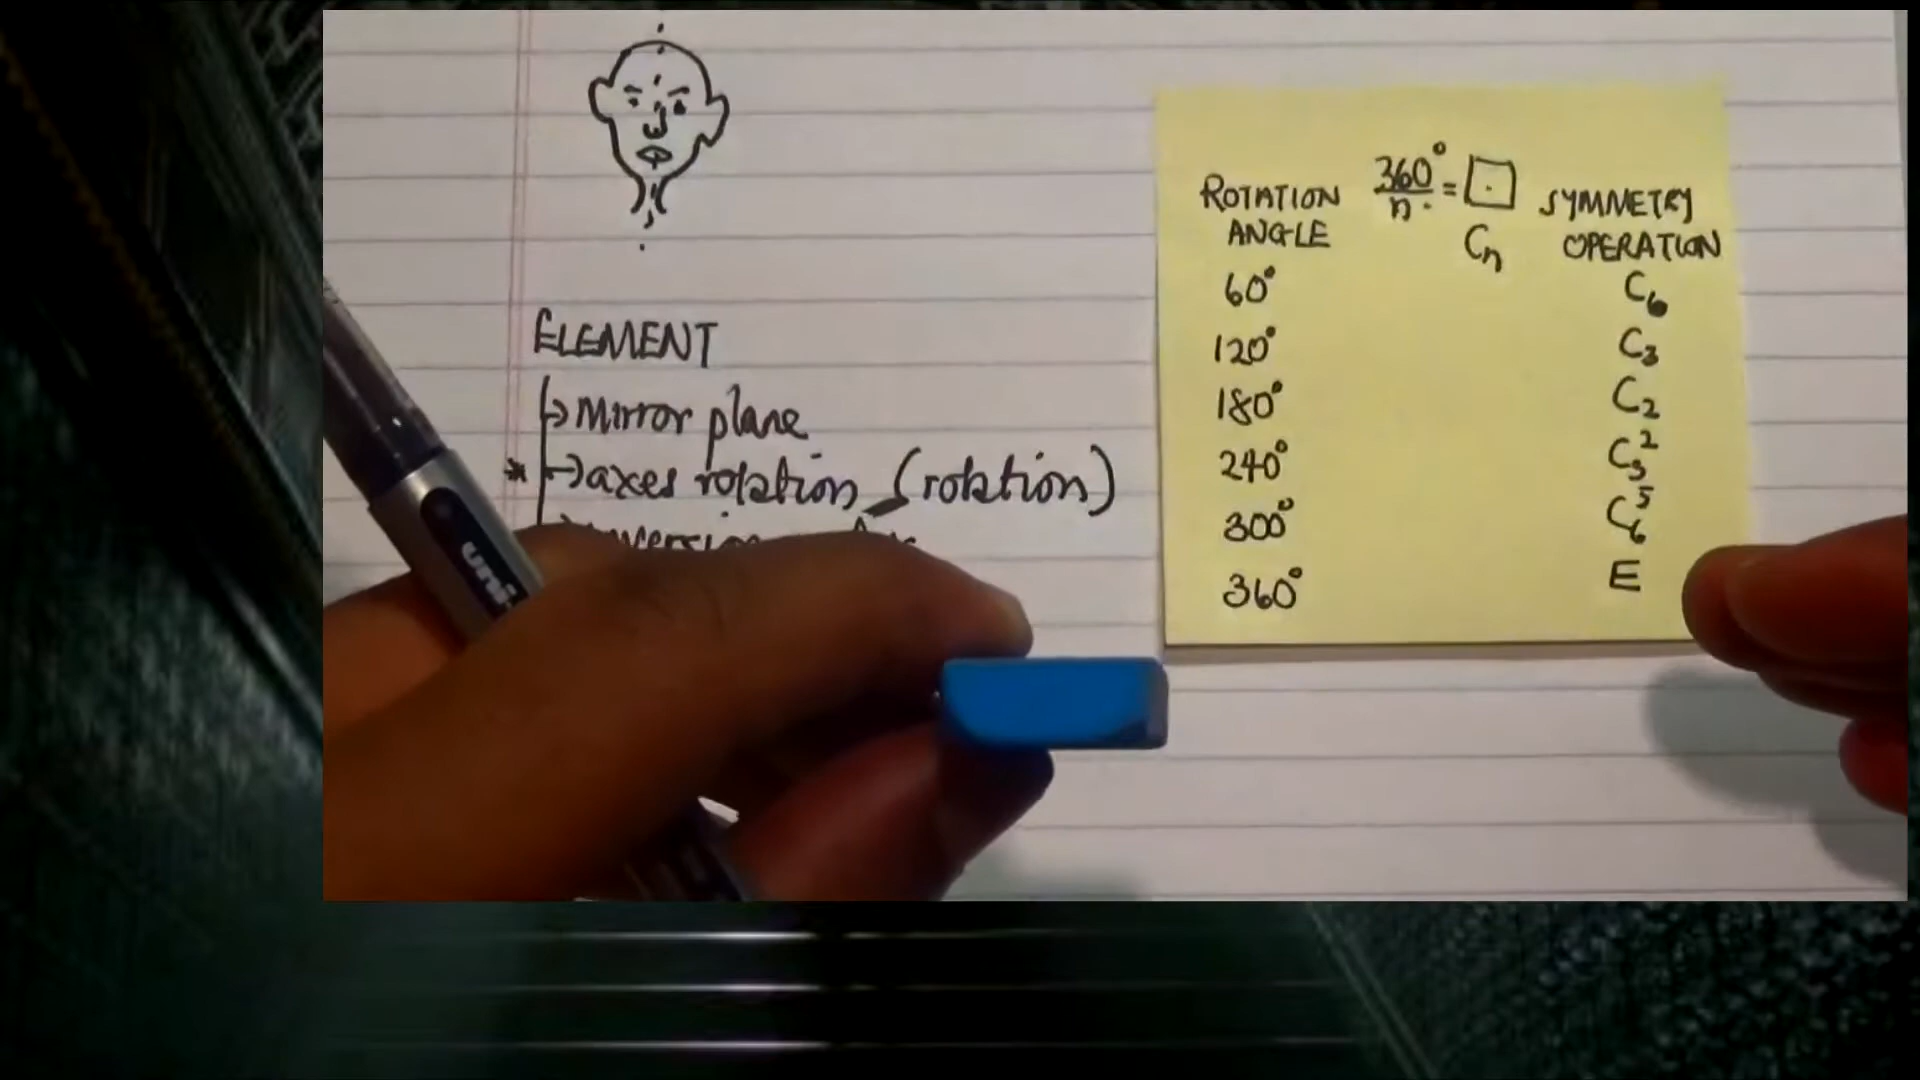 ELEMENT
→ Mirror plane
* → axes rotation (rotation)
uni
ROTATION ANGLE 360°/n = □ SYMMETRY OPERATION
Cn
60° C6
120° C3
180° C2
240° C3²
300° C6⁵
360° E